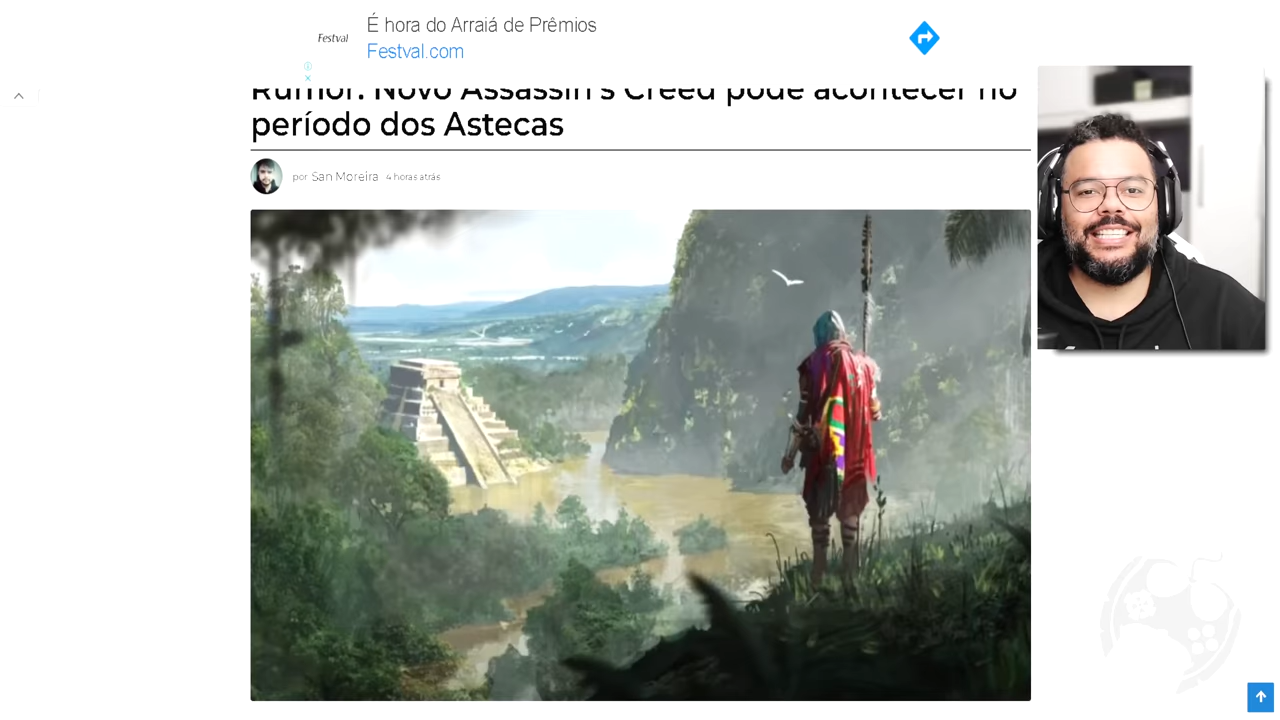 É hora do Arraiá de Prêmios
Festval
Festval.com
Rumor: Novo Assassin's Creed pode acontecer no
período dos Astecas
por San Moreira 4 horas atrás